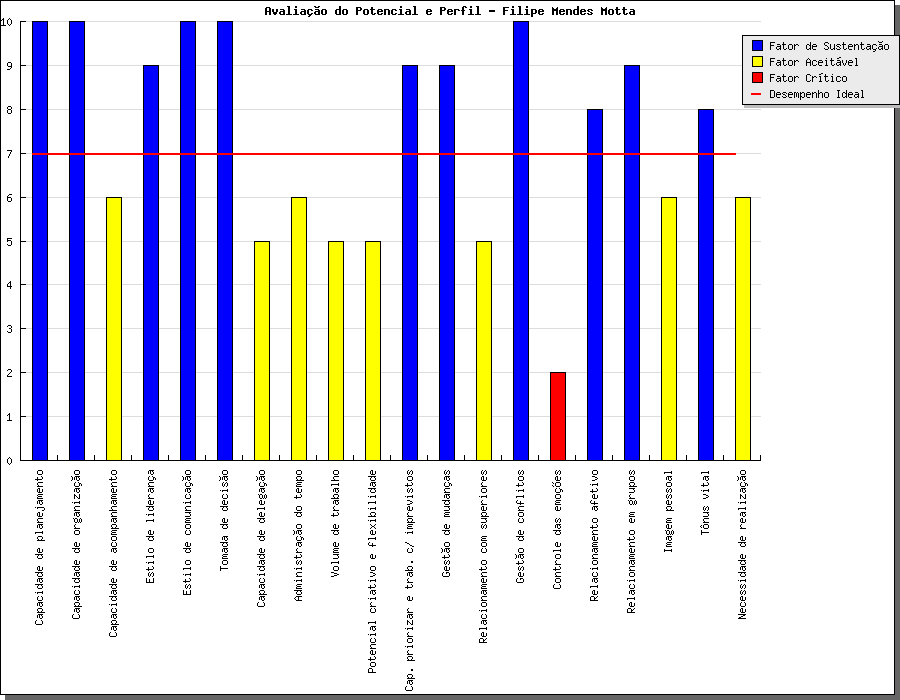 Avaliação do Potencial e Perfil - Filipe Mendes Motta
Fator de Sustentação
Fator Aceitável
Fator Crítico
Desempenho Ideal
10
9
8
7
6
5
4
3
2
1
0
Capacidade de planejamento
Capacidade de organização
Capacidade de acompanhamento
Estilo de liderança
Estilo de comunicação
Tomada de decisão
Capacidade de delegação
Administração do tempo
Volume de trabalho
Potencial criativo e flexibilidade
Cap. priorizar e trab. c/ imprevistos
Gestão de mudanças
Relacionamento com superiores
Gestão de conflitos
Controle das emoções
Relacionamento afetivo
Relacionamento em grupos
Imagem pessoal
Tônus vital
Necessidade de realização